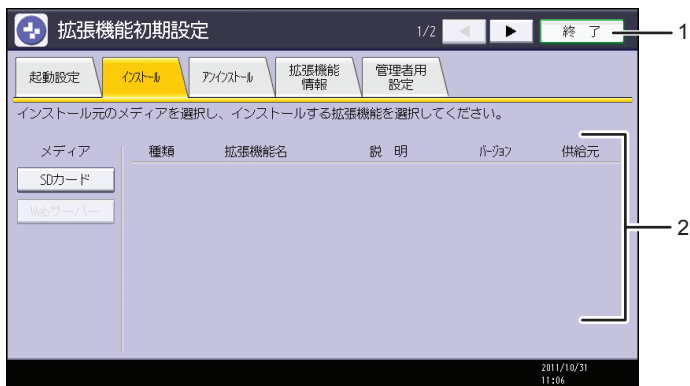 拡張機能初期設定 1/2 ◀ ▶ 終 了 1
起動設定 ｲﾝｽﾄｰﾙ ｱﾝｲﾝｽﾄｰﾙ 拡張機能
情報 管理者用
設定
インストール元のメディアを選択し、インストールする拡張機能を選択してください。
メディア 種類 拡張機能名 説 明 ﾊﾞｰｼﾞｮﾝ 供給元
SDカード
Webサーバー
2
2011/10/31
11:06